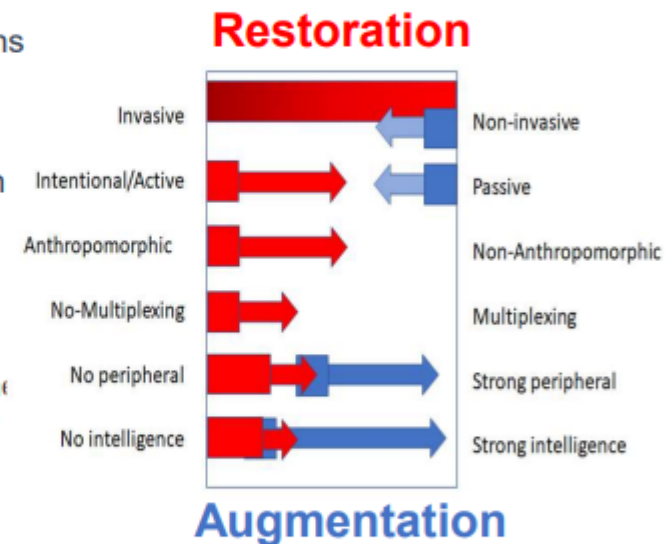 Restoration
Invasive
Non-invasive
Intentional/Active
Passive
Anthropomorphic
Non-Anthropomorphic
No-Multiplexing
Multiplexing
No peripheral
Strong peripheral
No intelligence
Strong intelligence
Augmentation